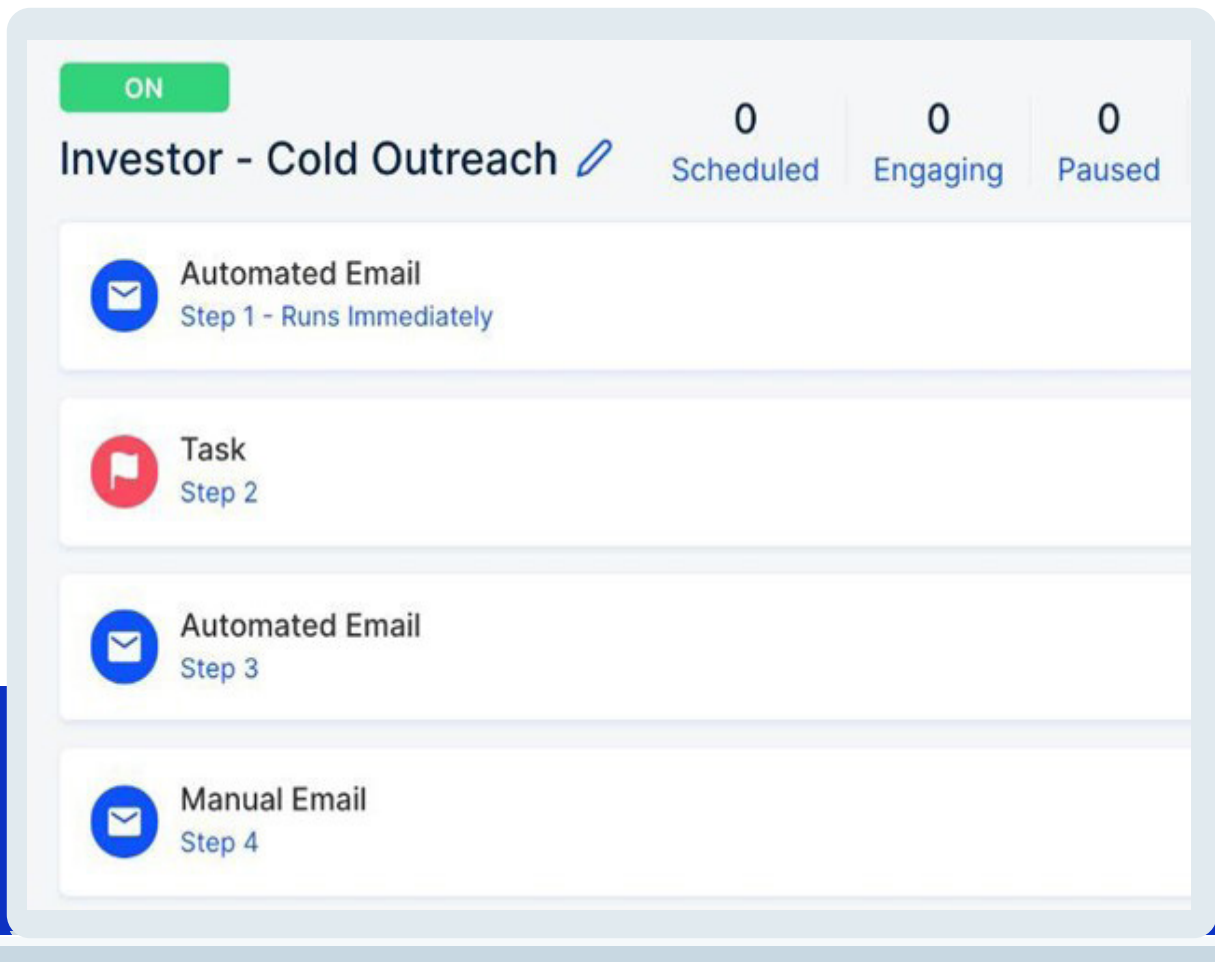 ON
Investor - Cold Outreach
0
Scheduled
0
Engaging
0
Paused
Automated Email
Step 1 - Runs Immediately
Task
Step 2
Automated Email
Step 3
Manual Email
Step 4